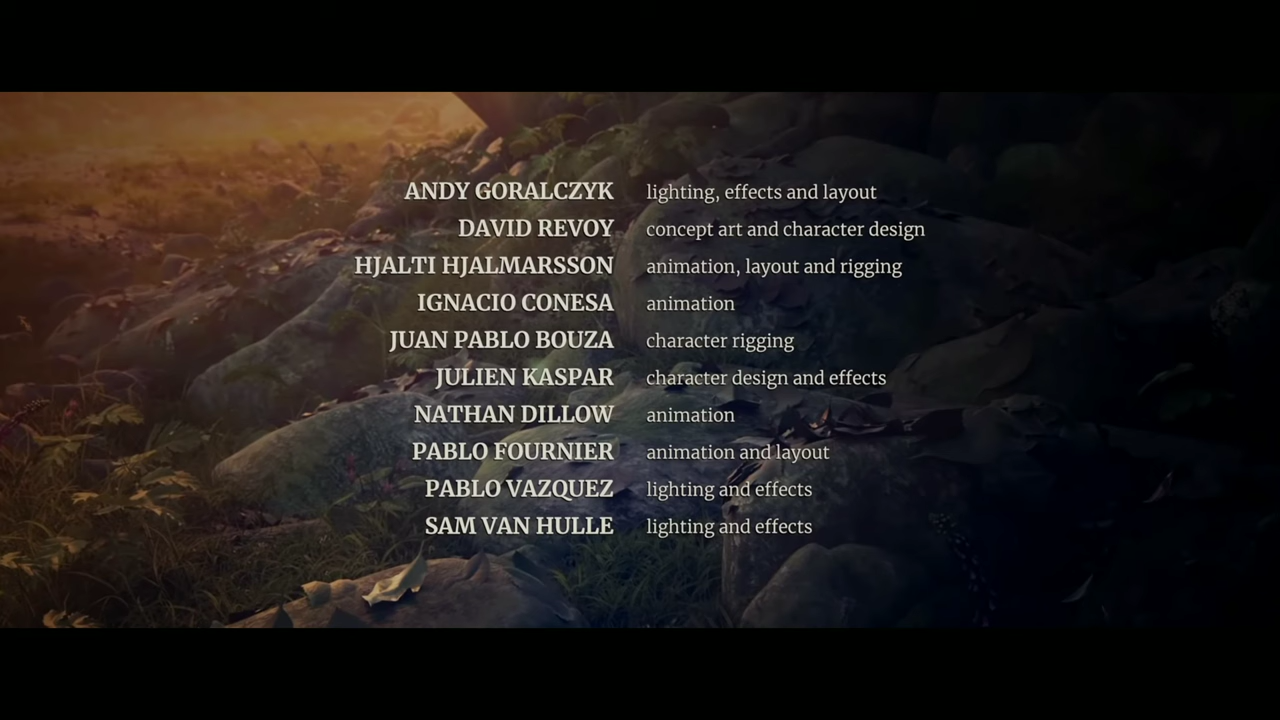 ANDY GORALCZYK lighting, effects and layout
DAVID REVOY concept art and character design
HJALTI HJALMARSSON animation, layout and rigging
IGNACIO CONESA animation
JUAN PABLO BOUZA character rigging
JULIEN KASPAR character design and effects
NATHAN DILLOW animation
PABLO FOURNIER animation and layout
PABLO VAZQUEZ lighting and effects
SAM VAN HULLE lighting and effects